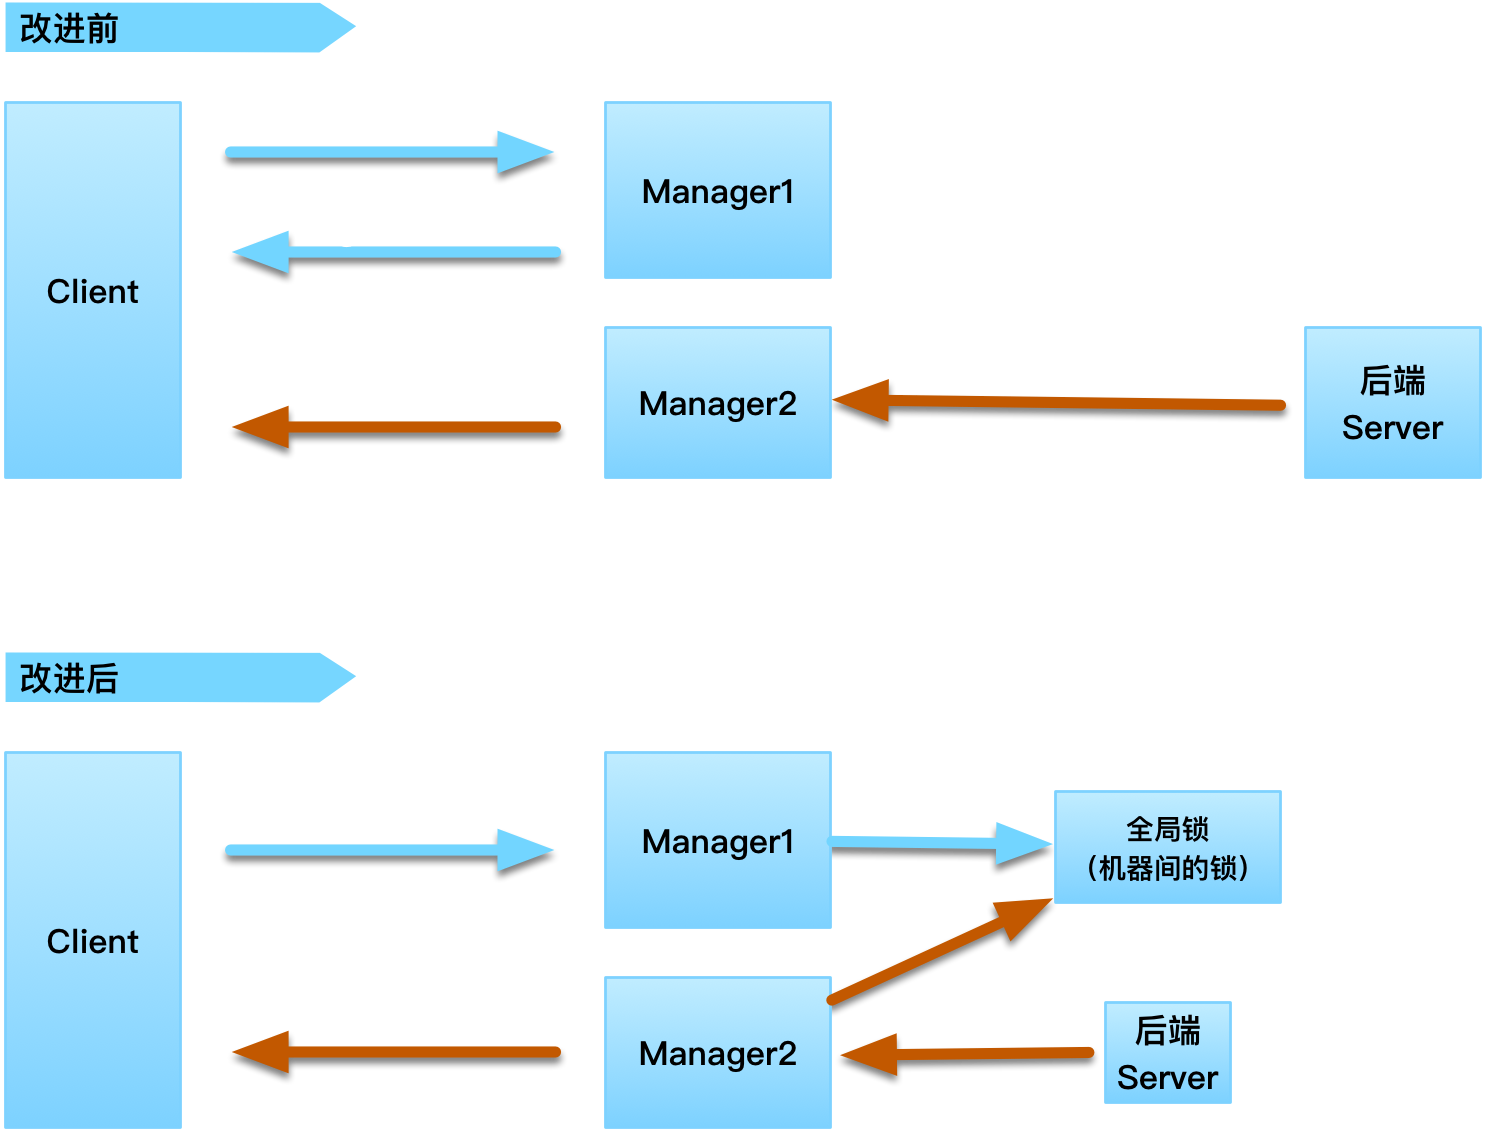 改进前
Client
Manager1
Manager2
后端
Server
改进后
Client
Manager1
全局锁
（机器间的锁）
Manager2
后端
Server